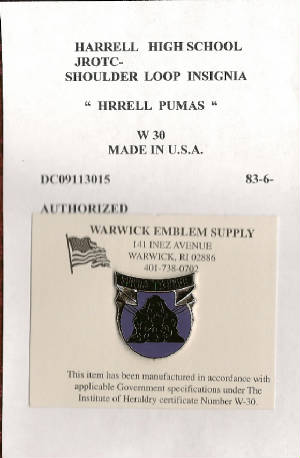 HARRELL HIGH SCHOOL
JROTC-
SHOULDER LOOP INSIGNIA
" HRRELL PUMAS "
W 30
MADE IN U.S.A.
DC09113015 83-6-
AUTHORIZED
WARWICK EMBLEM SUPPLY
141 INEZ AVENUE
WARWICK, RI 02886
401-738-0702
This item has been manufactured in accordance with
applicable Government specifications under The
Institute of Heraldry certificate Number W-30.